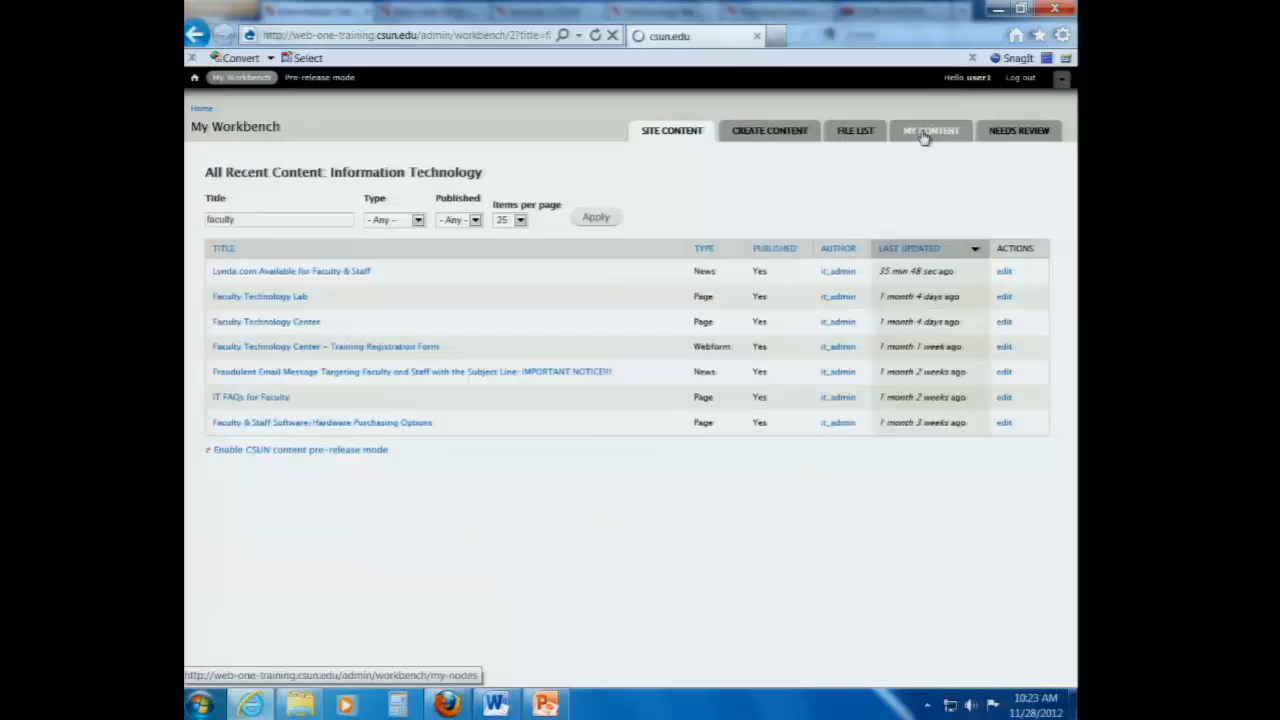 http://web-one-training.csun.edu/admin/workbench/2?title=f
csun.edu
Convert
Select
SnagIt
My Workbench
Pre-release mode
Hello user1
Log out
Home
My Workbench
SITE CONTENT
CREATE CONTENT
FILE LIST
MY CONTENT
NEEDS REVIEW
All Recent Content: Information Technology
Title
Type
Published
Items per page
faculty
- Any -
- Any -
25
Apply
TITLE TYPE PUBLISHED AUTHOR LAST UPDATED ACTIONS
Lynda.com Available for Faculty & Staff News Yes it_admin 35 min 48 sec ago edit
Faculty Technology Lab Page Yes it_admin 1 month 4 days ago edit
Faculty Technology Center Page Yes it_admin 1 month 4 days ago edit
Faculty Technology Center - Training Registration Form Webform Yes it_admin 1 month 1 week ago edit
Fraudulent Email Message Targeting Faculty and Staff with the Subject Line: IMPORTANT NOTICE!!! News Yes it_admin 1 month 2 weeks ago edit
IT FAQs for Faculty Page Yes it_admin 1 month 2 weeks ago edit
Faculty & Staff Software/Hardware Purchasing Options Page Yes it_admin 1 month 3 weeks ago edit
Enable CSUN content pre-release mode
http://web-one-training.csun.edu/admin/workbench/my-nodes
10:23 AM
11/28/2012